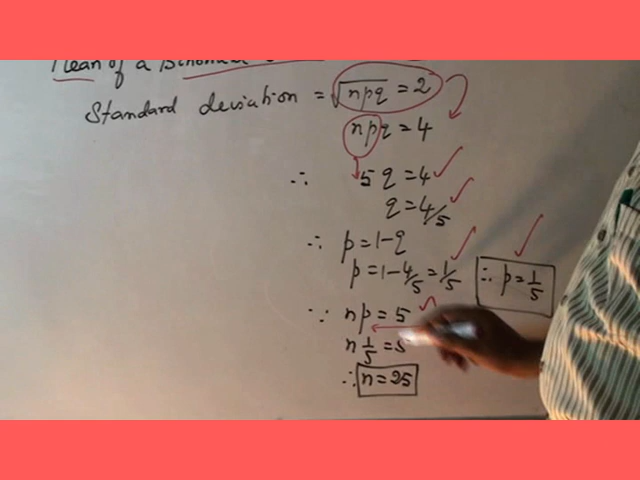 Mean of a Binomial
Standard deviation = √npq = 2
npq = 4
∴ 5 q = 4
q = 4/5
∴ p = 1 - q
p = 1 - 4/5 = 1/5
∴ p = 1/5
∵ np = 5
n 1/5 = 5
∴ n = 25